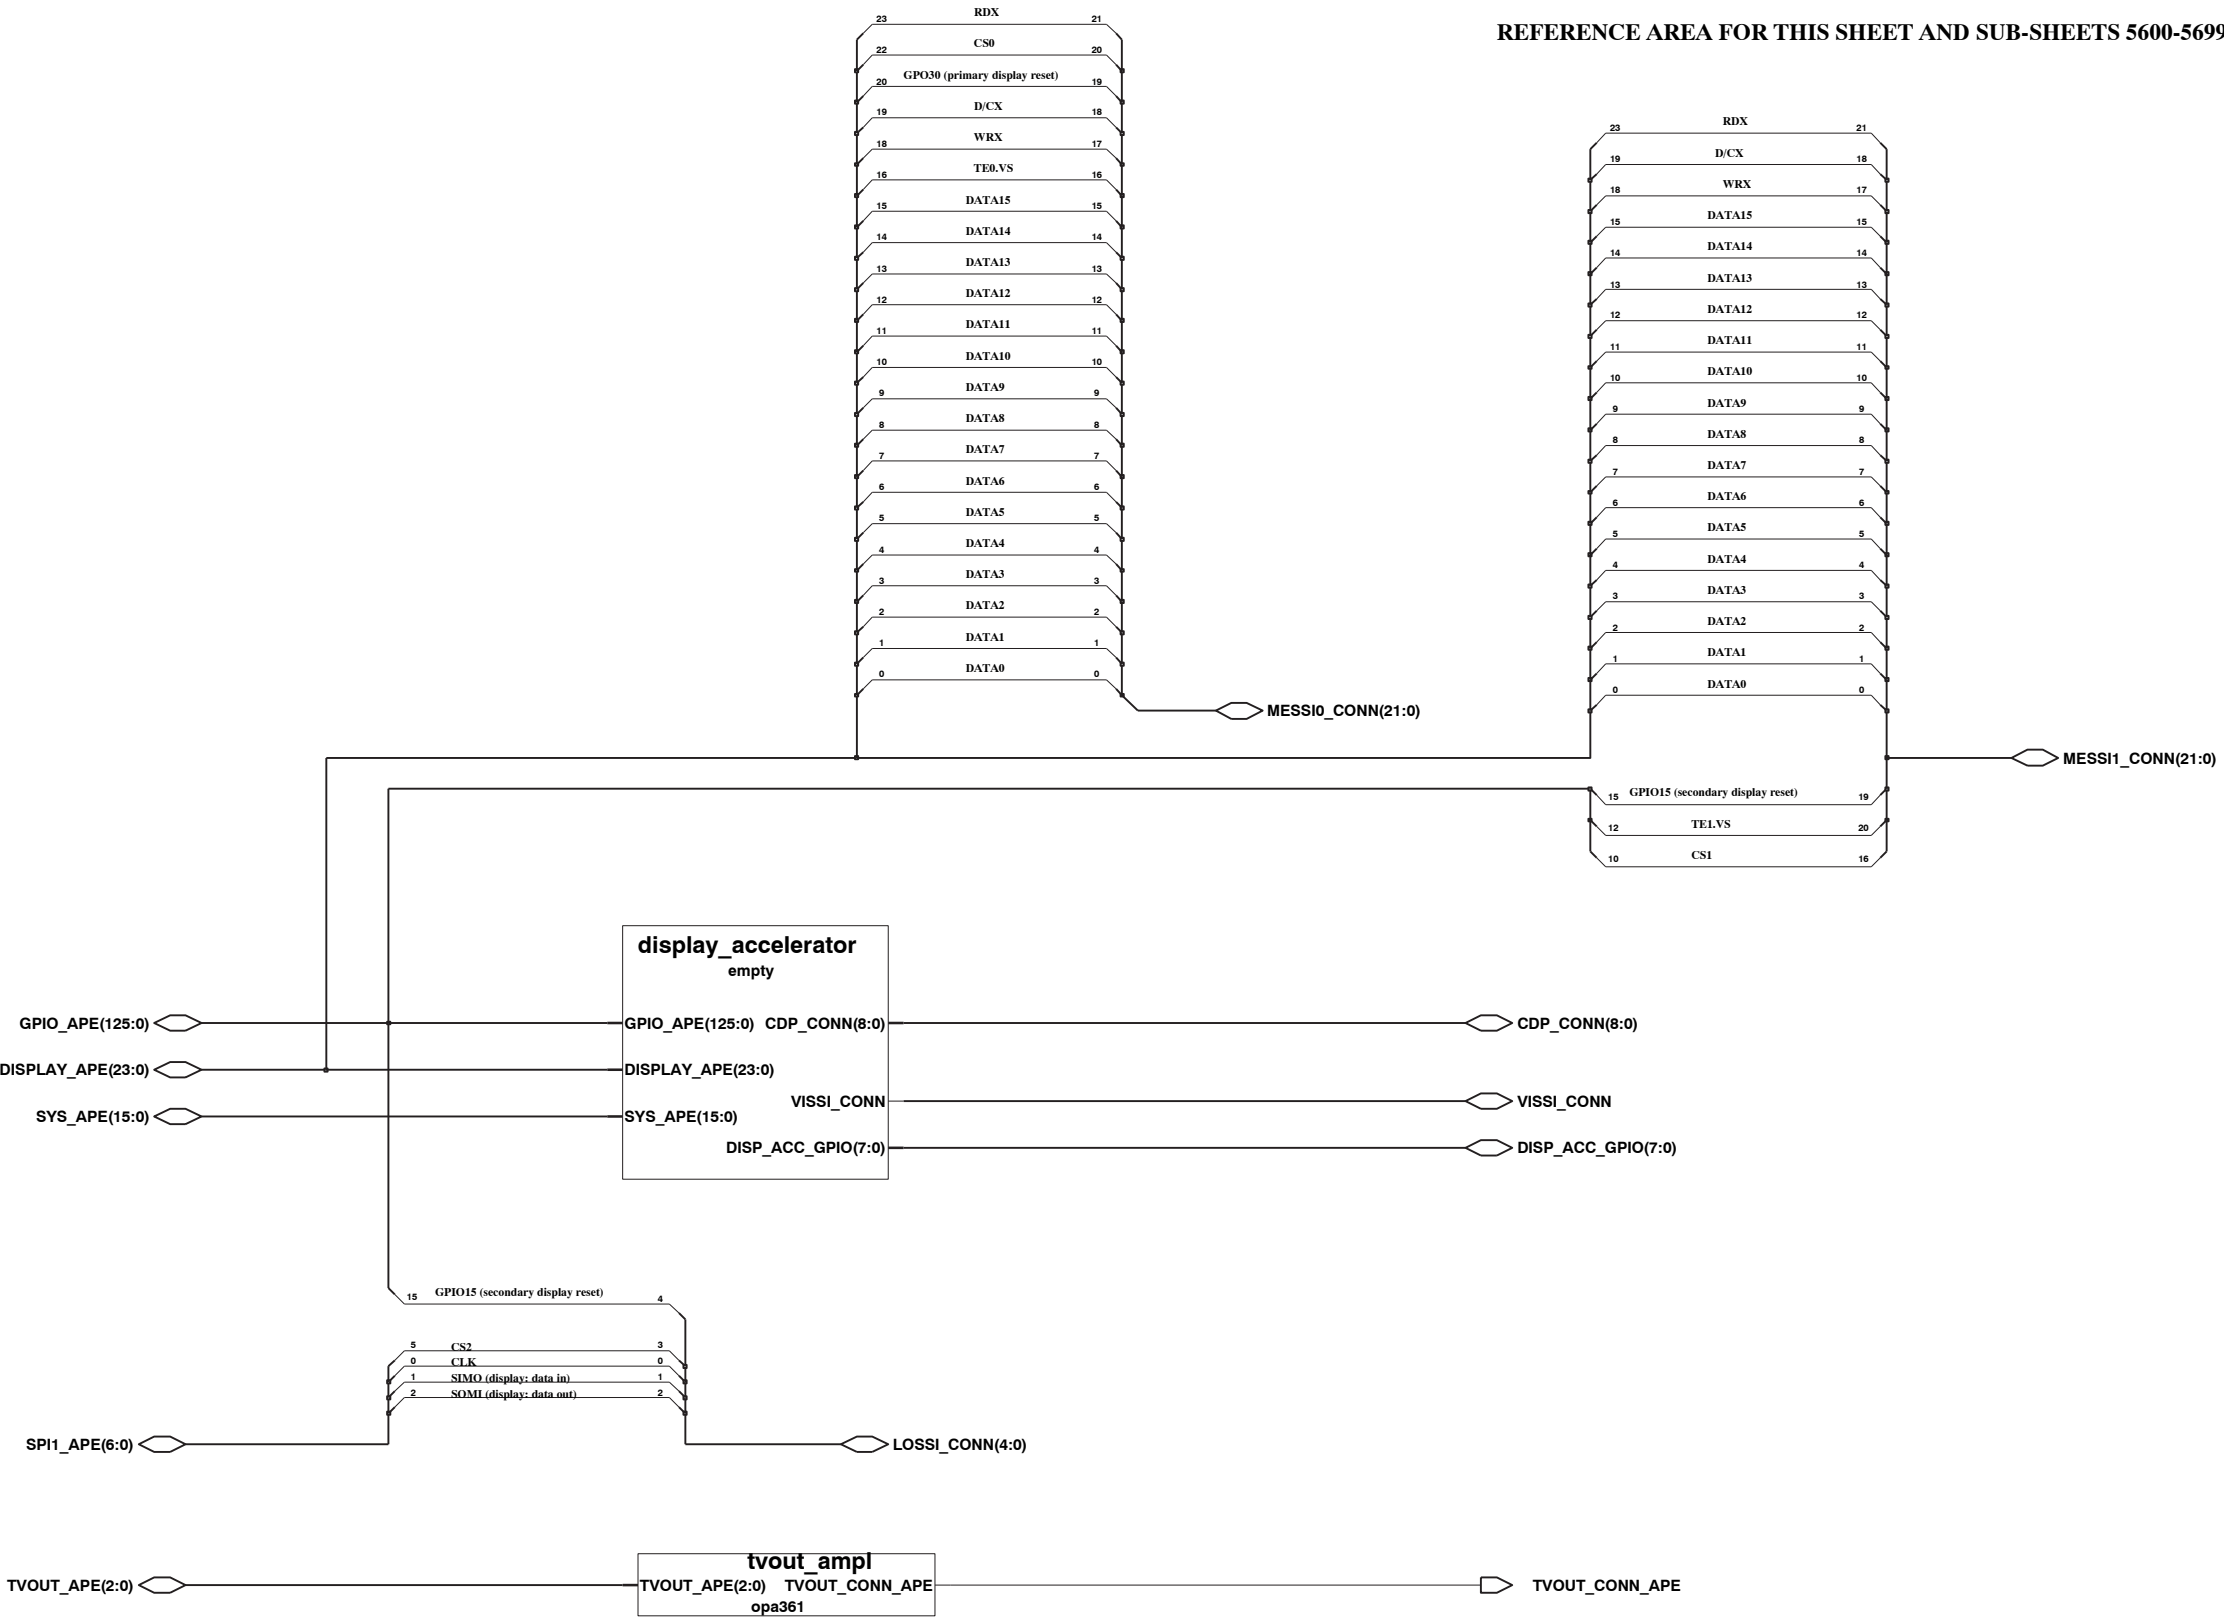 REFERENCE AREA FOR THIS SHEET AND SUB-SHEETS 5600-5699
23 RDX 21
22 CS0 20
20 GPO30 (primary display reset) 19
19 D/CX 18
18 WRX 17
16 TE0.VS 16
15 DATA15 15
14 DATA14 14
13 DATA13 13
12 DATA12 12
11 DATA11 11
10 DATA10 10
9 DATA9 9
8 DATA8 8
7 DATA7 7
6 DATA6 6
5 DATA5 5
4 DATA4 4
3 DATA3 3
2 DATA2 2
1 DATA1 1
0 DATA0 0
MESSI0_CONN(21:0)
23 RDX 21
19 D/CX 18
18 WRX 17
15 DATA15 15
14 DATA14 14
13 DATA13 13
12 DATA12 12
11 DATA11 11
10 DATA10 10
9 DATA9 9
8 DATA8 8
7 DATA7 7
6 DATA6 6
5 DATA5 5
4 DATA4 4
3 DATA3 3
2 DATA2 2
1 DATA1 1
0 DATA0 0
MESSI1_CONN(21:0)
15 GPIO15 (secondary display reset) 19
12 TE1.VS 20
10 CS1 16
display_accelerator
empty
GPIO_APE(125:0) GPIO_APE(125:0) CDP_CONN(8:0) CDP_CONN(8:0)
DISPLAY_APE(23:0) DISPLAY_APE(23:0)
VISSI_CONN VISSI_CONN
SYS_APE(15:0) SYS_APE(15:0)
DISP_ACC_GPIO(7:0) DISP_ACC_GPIO(7:0)
15 GPIO15 (secondary display reset) 4
5 CS2 3
0 CLK 0
1 SIMO (display: data in) 1
2 SOMI (display: data out) 2
SPI1_APE(6:0) LOSSI_CONN(4:0)
tvout_ampl
TVOUT_APE(2:0) TVOUT_APE(2:0) TVOUT_CONN_APE TVOUT_CONN_APE
opa361